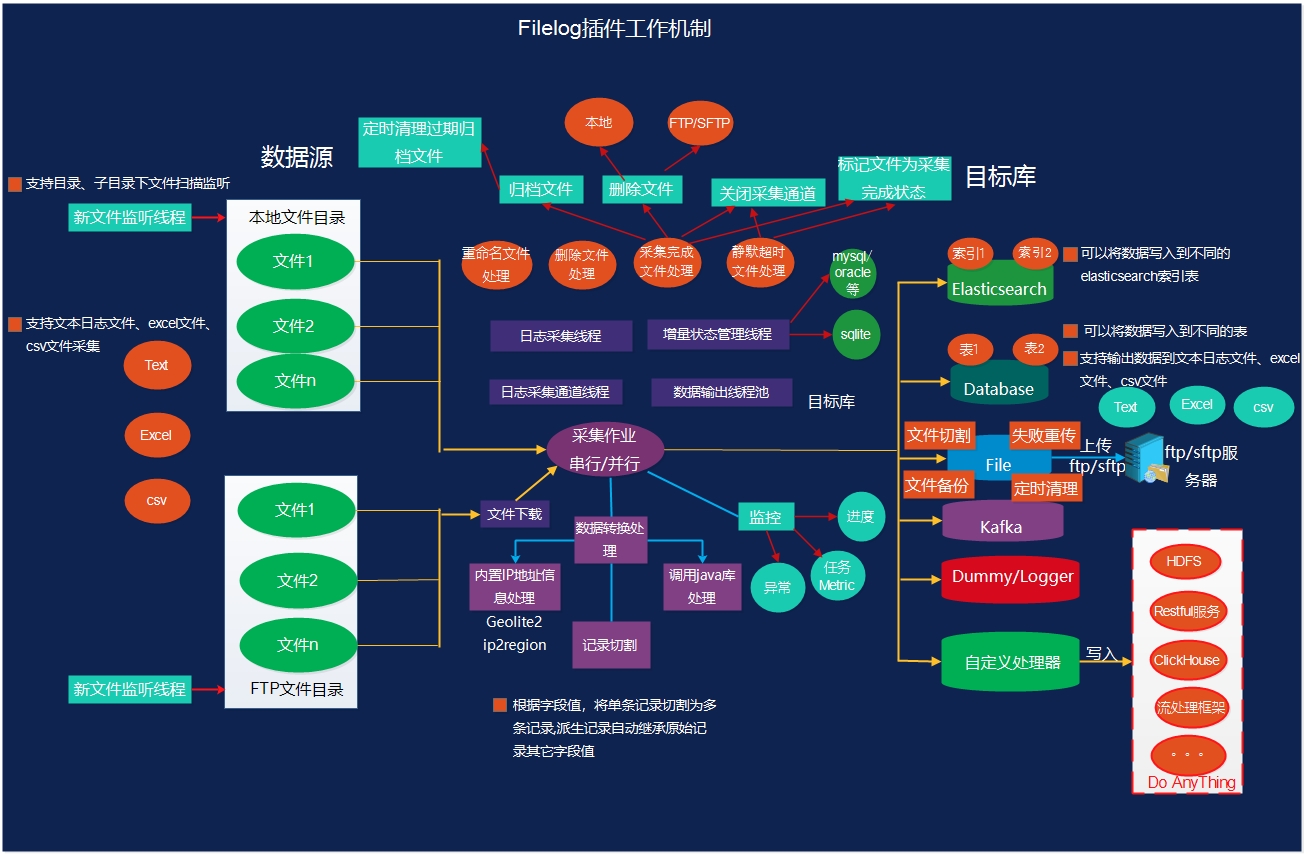 Filelog插件工作机制
数据源
支持目录、子目录下文件扫描监听
新文件监听线程
本地文件目录
文件1
文件2
文件n
支持文本日志文件、excel文件、
csv文件采集
Text
Excel
csv
文件1
文件2
文件n
FTP文件目录
新文件监听线程
定时清理过期归
档文件
本地
FTP/SFTP
归档文件
删除文件
关闭采集通道
标记文件为采集
完成状态
重命名文件
处理
删除文件
处理
采集完成
文件处理
静默超时
文件处理
mysql/
oracle
等
sqlite
日志采集线程
增量状态管理线程
日志采集通道线程
数据输出线程池
目标库
采集作业
串行/并行
文件下载
数据转换处
理
内置IP地址信
息处理
Geolite2
ip2region
调用java库
处理
记录切割
根据字段值，将单条记录切割为多
条记录,派生记录自动继承原始记
录其它字段值
监控
进度
异常
任务
Metric
目标库
索引1
索引2
Elasticsearch
可以将数据写入到不同的
elasticsearch索引表
表1
表2
Database
可以将数据写入到不同的表
支持输出数据到文本日志文件、excel
文件、csv文件
Text
Excel
csv
文件切割
失败重传
File
文件备份
定时清理
上传
ftp/sftp
ftp/sftp服
务器
Kafka
Dummy/Logger
自定义处理器
写入
HDFS
Restful服务
ClickHouse
流处理框架
。。。
Do AnyThing